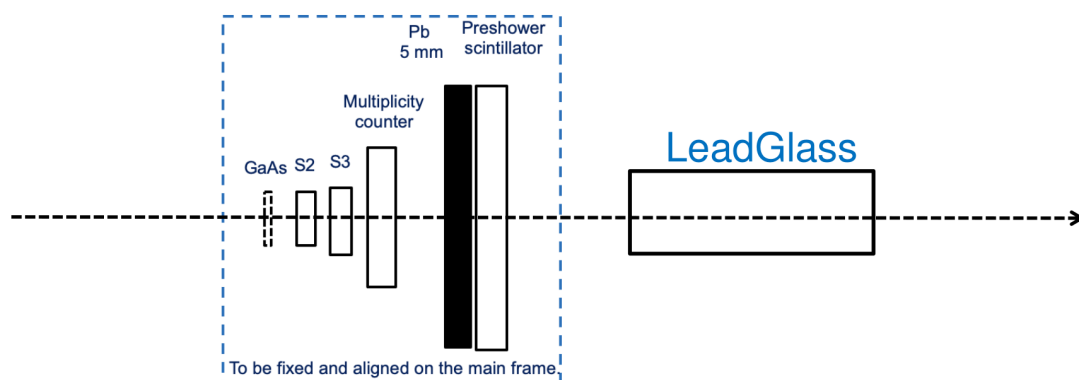 Pb
5 mm
Preshower
scintillator
Multiplicity
counter
GaAs
S2
S3
LeadGlass
To be fixed and aligned on the main frame.